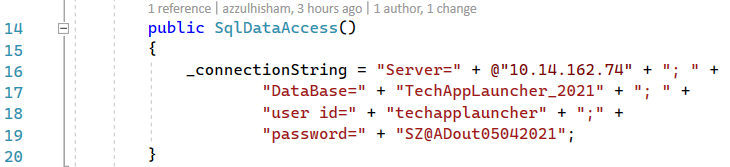 1 reference | azzulhisham, 3 hours ago | 1 author, 1 change
14 public SqlDataAccess()
15 {
16 _connectionString = "Server=" + @"10.14.162.74" + "; " +
17 "DataBase=" + "TechAppLauncher_2021" + "; " +
18 "user id=" + "techapplauncher" + ";" +
19 "password=" + "SZ@ADout05042021";
20 }